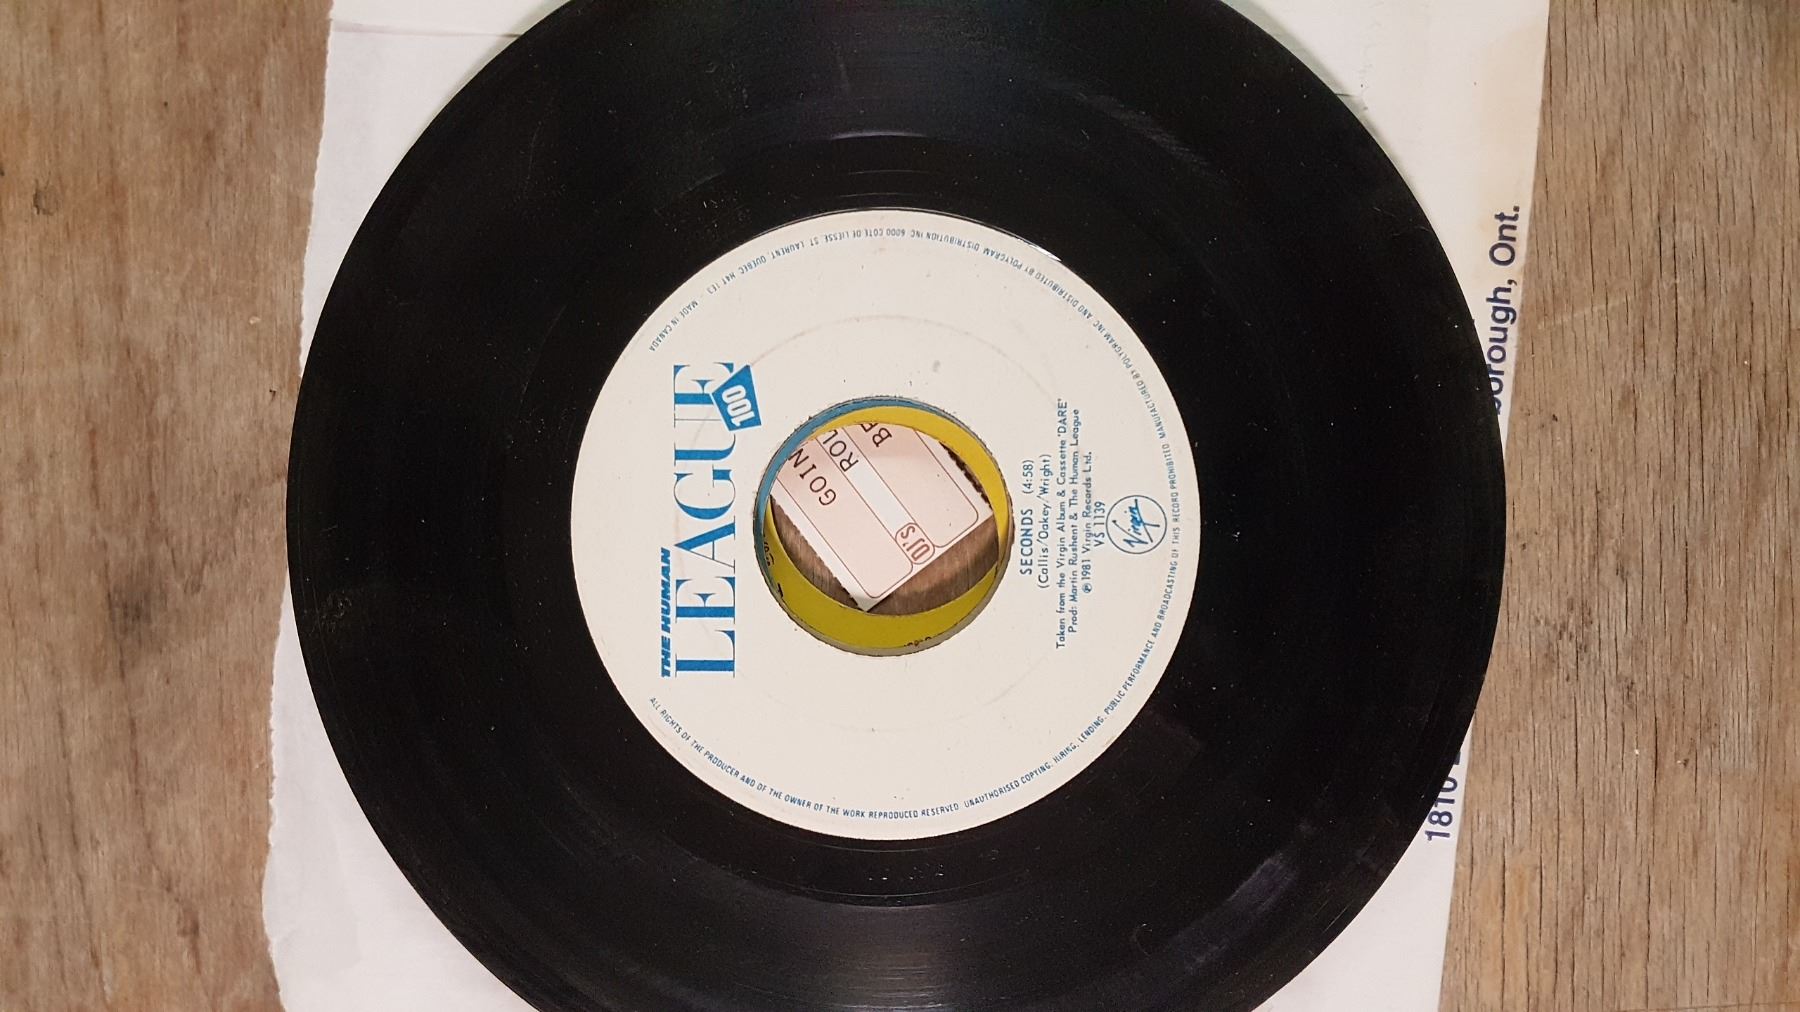 THE HUMAN
LEAGUE
100
SECONDS (4:58)
(Callis/Oakey/Wright)
Taken from the Virgin Album & Cassette 'DARE'
Prod: Martin Rushent & The Human League
℗ 1981 Virgin Records Ltd.
VS 1139
Virgin
ALL RIGHTS OF THE PRODUCER AND OF THE OWNER OF THE WORK REPRODUCED RESERVED. UNAUTHORISED COPYING, HIRING, LENDING, PUBLIC PERFORMANCE AND BROADCASTING OF THIS RECORD PROHIBITED. MANUFACTURED BY POLYGRAM INC. AND DISTRIBUTED BY POLYGRAM DISTRIBUTION INC. 6000 COTE DE LIESSE, ST. LAURENT, QUEBEC H4T 1E3 - MADE IN CANADA
GOIN
ROL
BE
DJ's
borough, Ont.
1810